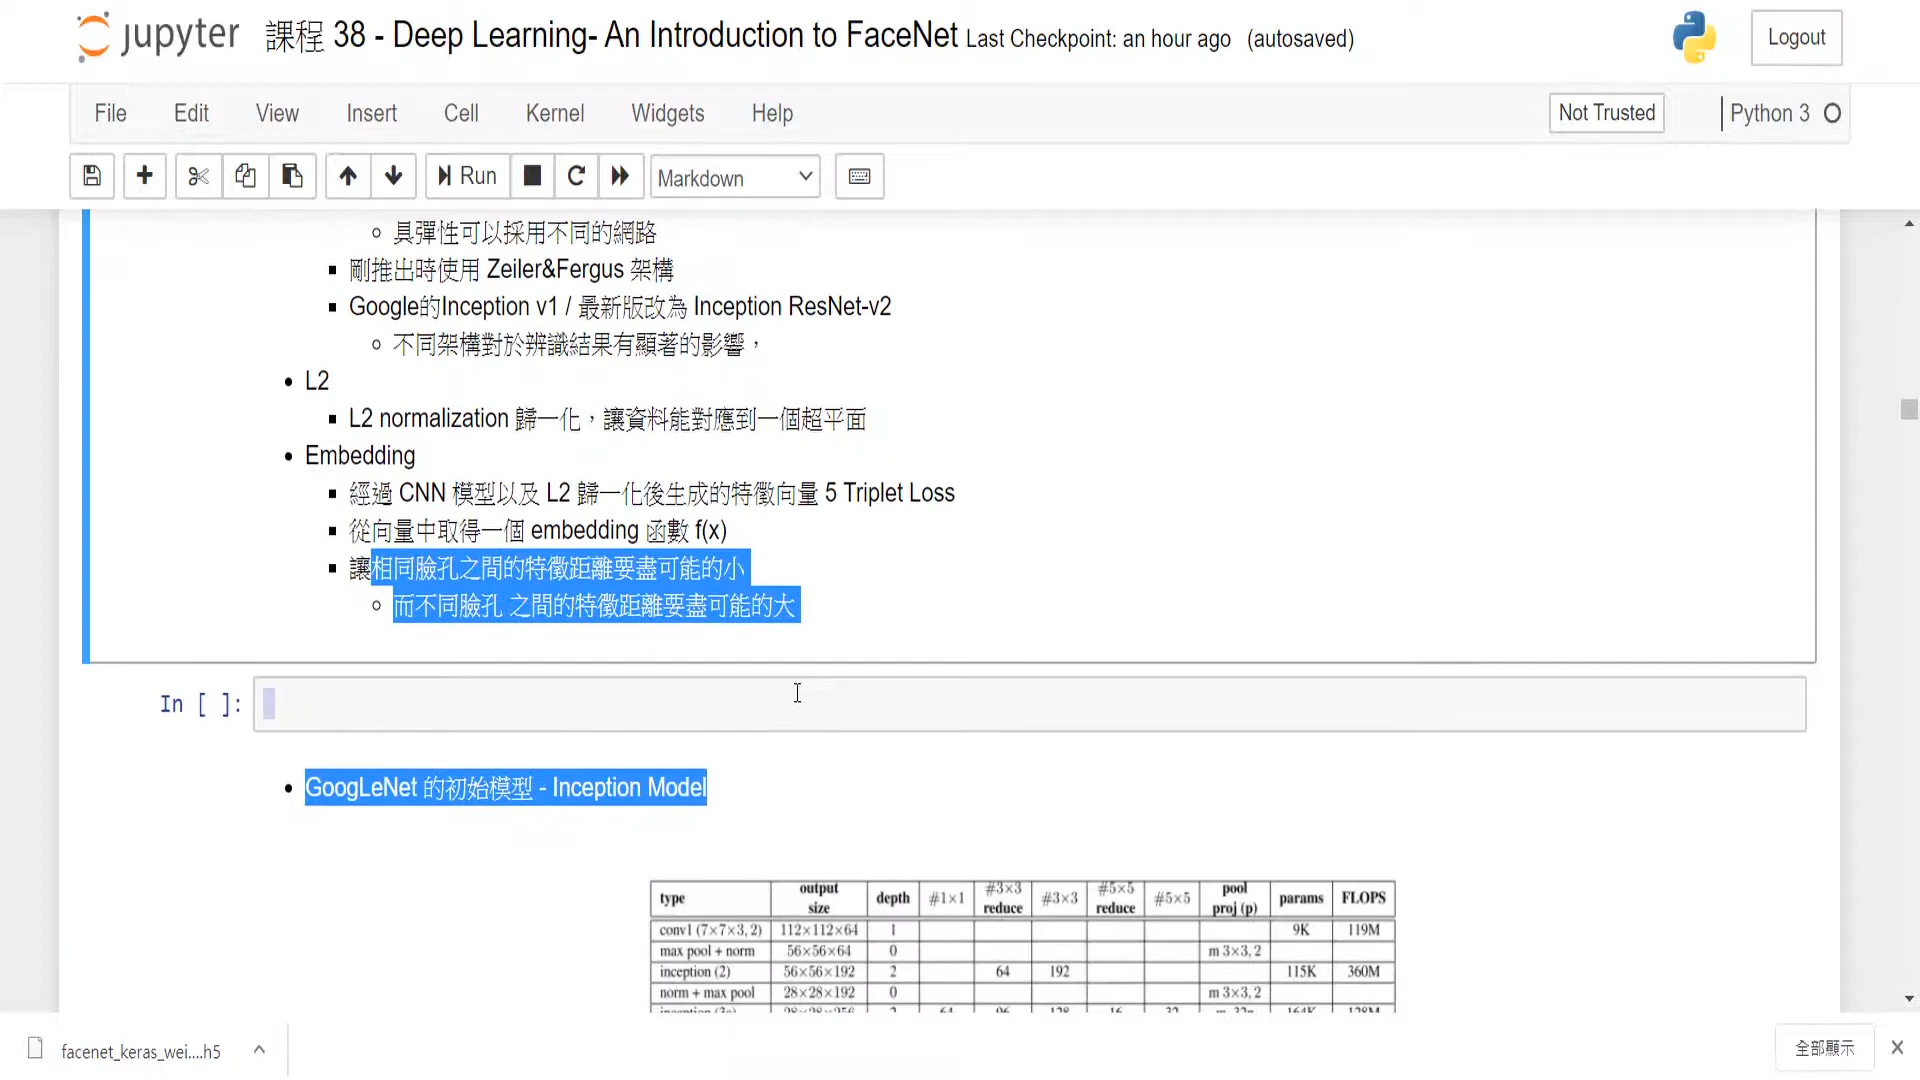 jupyter 課程 38 - Deep Learning- An Introduction to FaceNet Last Checkpoint: an hour ago (autosaved) Logout
File Edit View Insert Cell Kernel Widgets Help Not Trusted Python 3
Run Markdown
具彈性可以採用不同的網路
剛推出時使用 Zeiler&Fergus 架構
Google的Inception v1 / 最新版改為 Inception ResNet-v2
不同架構對於辨識結果有顯著的影響，
L2
L2 normalization 歸一化，讓資料能對應到一個超平面
Embedding
經過 CNN 模型以及 L2 歸一化後生成的特徵向量 5 Triplet Loss
從向量中取得一個 embedding 函數 f(x)
讓相同臉孔之間的特徵距離要盡可能的小
而不同臉孔 之間的特徵距離要盡可能的大
In [ ]:
GoogLeNet 的初始模型 - Inception Model
type output size depth #1×1 #3×3 reduce #3×3 #5×5 reduce #5×5 pool proj (p) params FLOPS
conv1 (7×7×3, 2) 112×112×64 1 9K 119M
max pool + norm 56×56×64 0 m 3×3, 2
inception (2) 56×56×192 2 64 192 115K 360M
norm + max pool 28×28×192 0 m 3×3, 2
facenet_keras_wei....h5 全部顯示